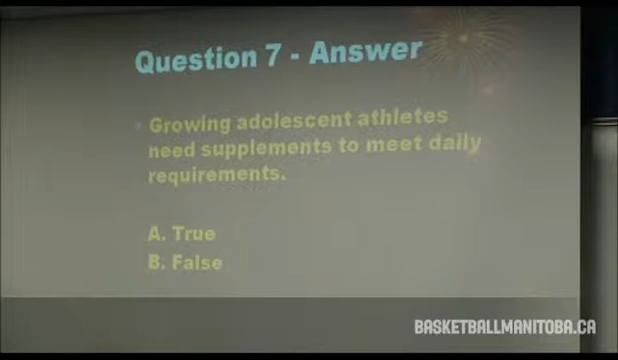 Question 7 - Answer
Growing adolescent athletes
need supplements to meet daily
requirements.
A. True
B. False
BASKETBALLMANITOBA.CA